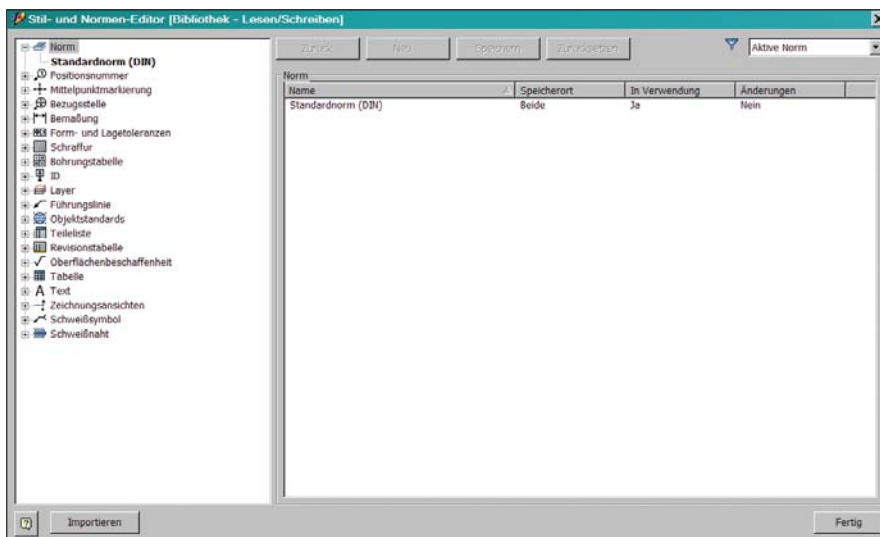 Stil- und Normen-Editor [Bibliothek - Lesen/Schreiben]
Zurück Neu Speichern Zurücksetzen Aktive Norm
Norm
Standardnorm (DIN)
Positionsnummer
Mittelpunktmarkierung
Bezugsstelle
Bemaßung
Form- und Lagetoleranzen
Schraffur
Bohrungstabelle
ID
Layer
Führungslinie
Objektstandards
Teileliste
Revisionstabelle
Oberflächenbeschaffenheit
Tabelle
A Text
Zeichnungsansichten
Schweißsymbol
Schweißnaht
Norm
Name Speicherort In Verwendung Änderungen
Standardnorm (DIN) Beide Ja Nein
Importieren Fertig